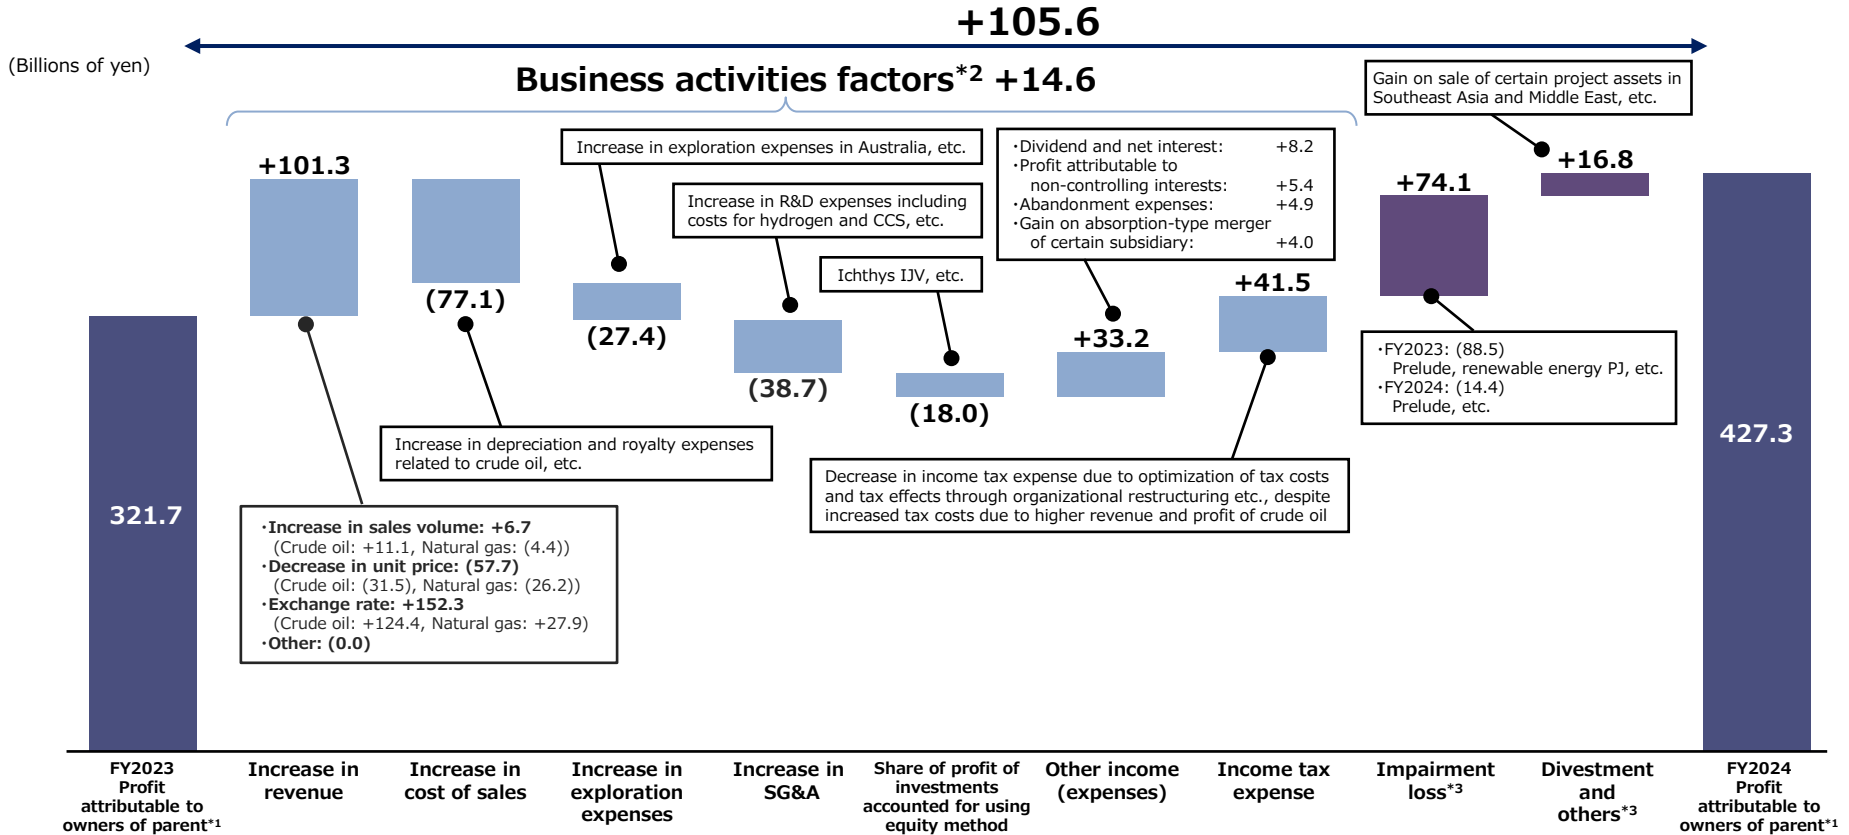 +105.6
(Billions of yen)
Business activities factors*2 +14.6
Gain on sale of certain project assets in
Southeast Asia and Middle East, etc.
+101.3
Increase in exploration expenses in Australia, etc.
・Dividend and net interest: +8.2
・Profit attributable to
non-controlling interests: +5.4
・Abandonment expenses: +4.9
・Gain on absorption-type merger
of certain subsidiary: +4.0
+16.8
+74.1
Increase in R&D expenses including
costs for hydrogen and CCS, etc.
Ichthys IJV, etc.
(77.1)
(27.4)
(38.7)
(18.0)
+33.2
+41.5
・FY2023: (88.5)
Prelude, renewable energy PJ, etc.
・FY2024: (14.4)
Prelude, etc.
Increase in depreciation and royalty expenses
related to crude oil, etc.
Decrease in income tax expense due to optimization of tax costs
and tax effects through organizational restructuring etc., despite
increased tax costs due to higher revenue and profit of crude oil
427.3
321.7
・Increase in sales volume: +6.7
(Crude oil: +11.1, Natural gas: (4.4))
・Decrease in unit price: (57.7)
(Crude oil: (31.5), Natural gas: (26.2))
・Exchange rate: +152.3
(Crude oil: +124.4, Natural gas: +27.9)
・Other: (0.0)
FY2023
Profit
attributable to
owners of parent*1
Increase in
revenue
Increase in
cost of sales
Increase in
exploration
expenses
Increase in
SG&A
Share of profit of
investments
accounted for using
equity method
Other income
(expenses)
Income tax
expense
Impairment
loss*3
Divestment
and
others*3
FY2024
Profit
attributable to
owners of parent*1